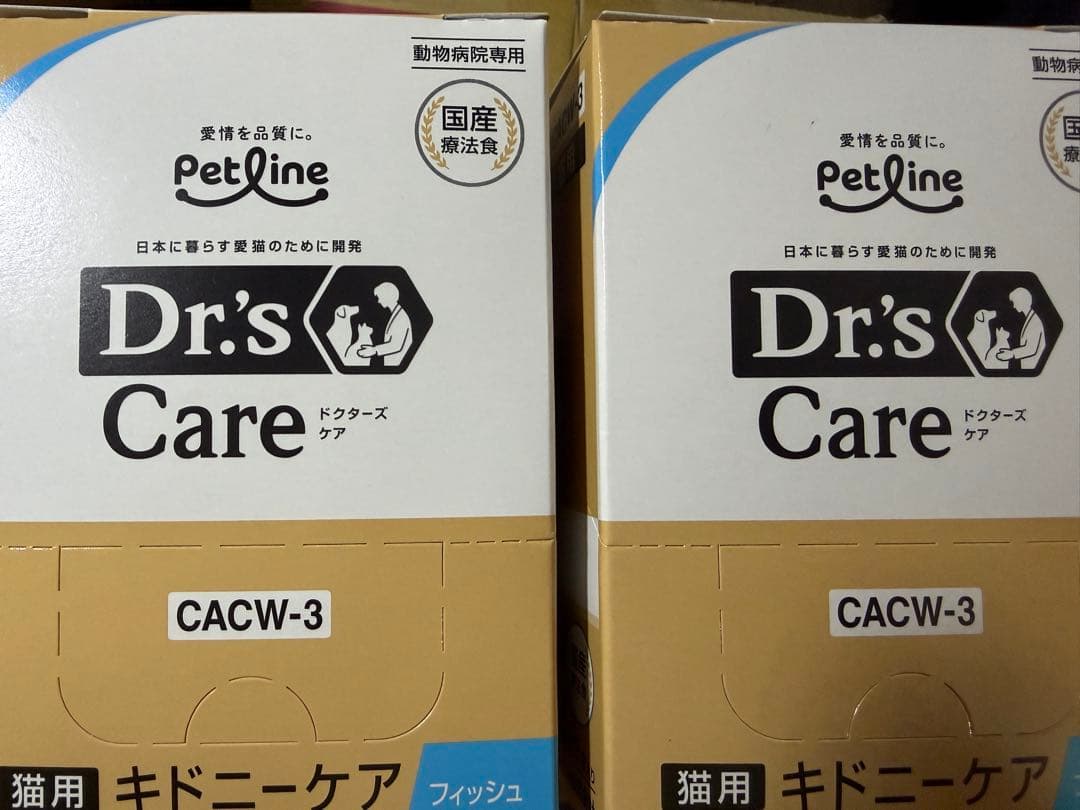 動物病院専用
国産
療法食
愛情を品質に。
Petline
日本に暮らす愛猫のために開発
Dr.'s
Care
ドクターズ
ケア
CACW-3
猫用
キドニーケア
フィッシュ
動物病
愛情を品質に。
Petline
日本に暮らす愛猫のために開発
Dr.'s
Care
ドクターズ
ケア
CACW-3
猫用
キドニーケア